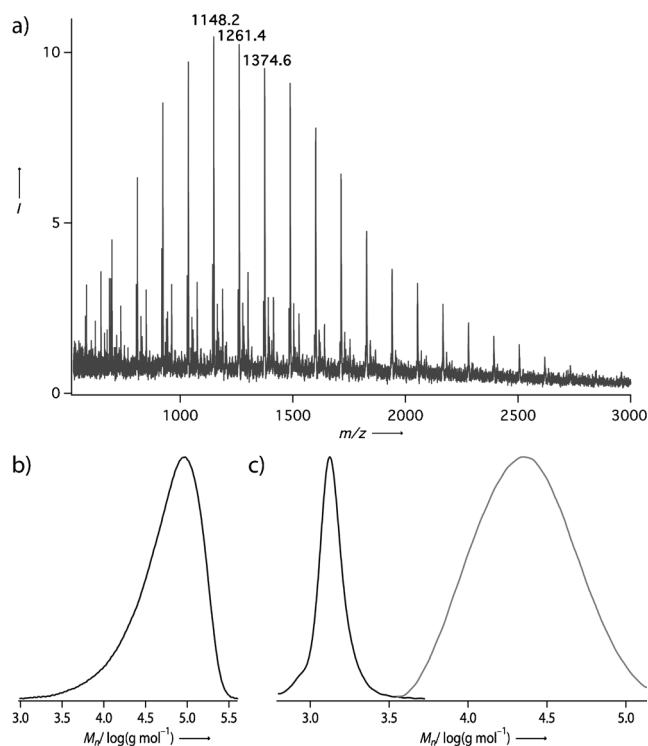 a)
1148.2
1261.4
1374.6
10
5
0
I
1000 1500 2000 2500 3000
m/z
b)
c)
3.0 3.5 4.0 4.5 5.0 5.5
3.0 3.5 4.0 4.5 5.0
Mn/ log(g mol⁻¹)
Mn/ log(g mol⁻¹)